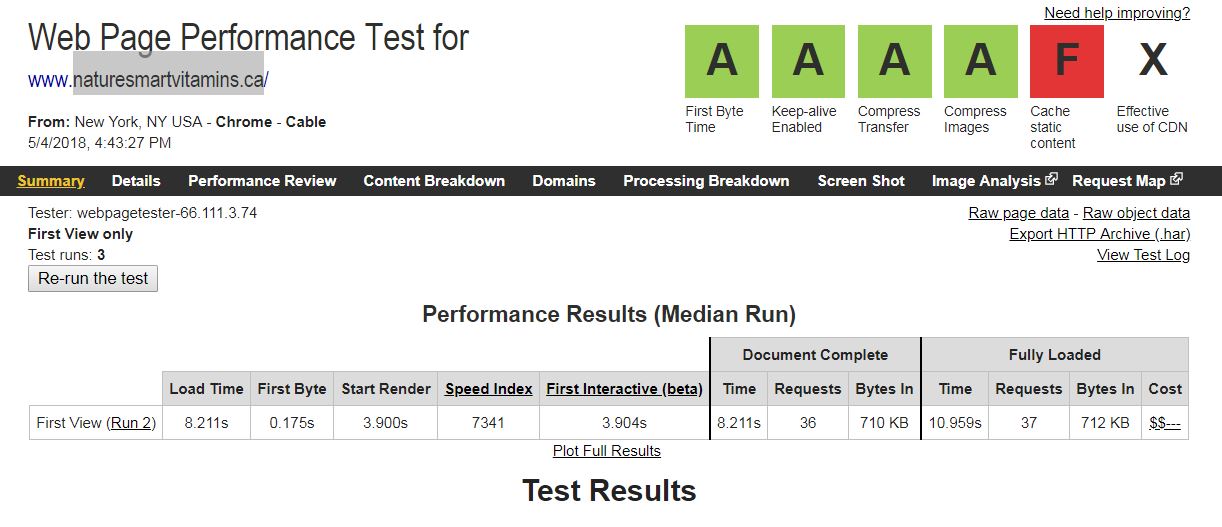 Need help improving?
Web Page Performance Test for
www.naturesmartvitamins.ca/
From: New York, NY USA - Chrome - Cable
5/4/2018, 4:43:27 PM
A A A A F X
First Byte Time
Keep-alive Enabled
Compress Transfer
Compress Images
Cache static content
Effective use of CDN
Summary Details Performance Review Content Breakdown Domains Processing Breakdown Screen Shot Image Analysis Request Map
Tester: webpagetester-66.111.3.74
First View only
Test runs: 3
Re-run the test
Raw page data - Raw object data
Export HTTP Archive (.har)
View Test Log
Performance Results (Median Run)
Document Complete Fully Loaded
Load Time First Byte Start Render Speed Index First Interactive (beta) Time Requests Bytes In Time Requests Bytes In Cost
First View (Run 2) 8.211s 0.175s 3.900s 7341 3.904s 8.211s 36 710 KB 10.959s 37 712 KB $$---
Plot Full Results
Test Results